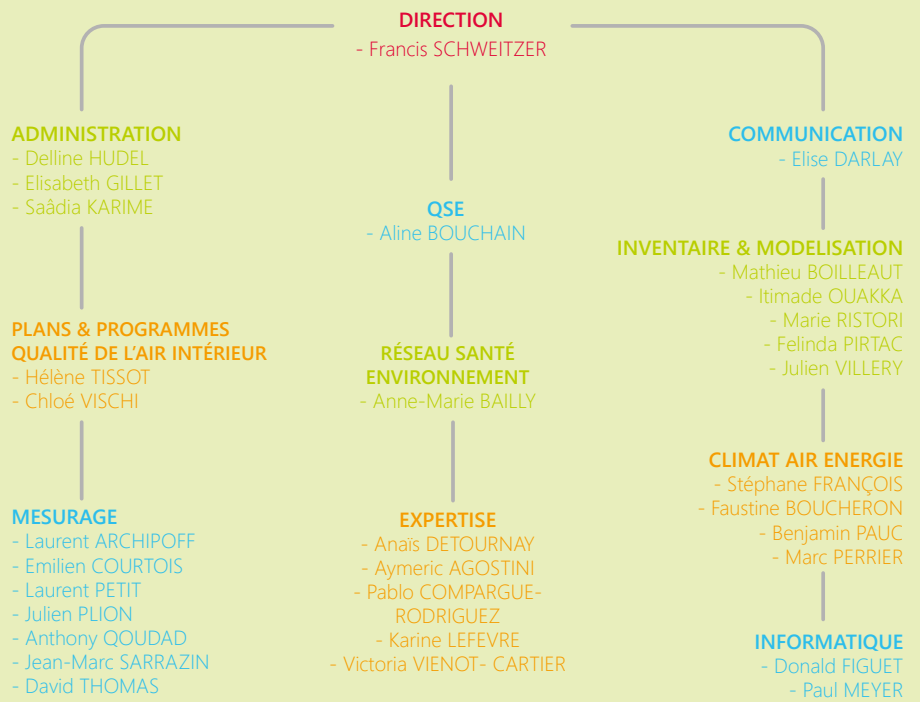 DIRECTION
- Francis SCHWEITZER
ADMINISTRATION
- Delline HUDEL
- Elisabeth GILLET
- Saâdia KARIME
PLANS & PROGRAMMES
QUALITÉ DE L'AIR INTÉRIEUR
- Hélène TISSOT
- Chloé VISCHI
MESURAGE
- Laurent ARCHIPOFF
- Emilien COURTOIS
- Laurent PETIT
- Julien PLION
- Anthony QOUDAD
- Jean-Marc SARRAZIN
- David THOMAS
QSE
- Aline BOUCHAIN
RÉSEAU SANTÉ
ENVIRONNEMENT
- Anne-Marie BAILLY
EXPERTISE
- Anaïs DETOURNAY
- Aymeric AGOSTINI
- Pablo COMPARGUE-
RODRIGUEZ
- Karine LEFEVRE
- Victoria VIENOT- CARTIER
COMMUNICATION
- Elise DARLAY
INVENTAIRE & MODELISATION
- Mathieu BOILLEAUT
- Itimade OUAKKA
- Marie RISTORI
- Felinda PIRTAC
- Julien VILLERY
CLIMAT AIR ENERGIE
- Stéphane FRANÇOIS
- Faustine BOUCHERON
- Benjamin PAUC
- Marc PERRIER
INFORMATIQUE
- Donald FIGUET
- Paul MEYER